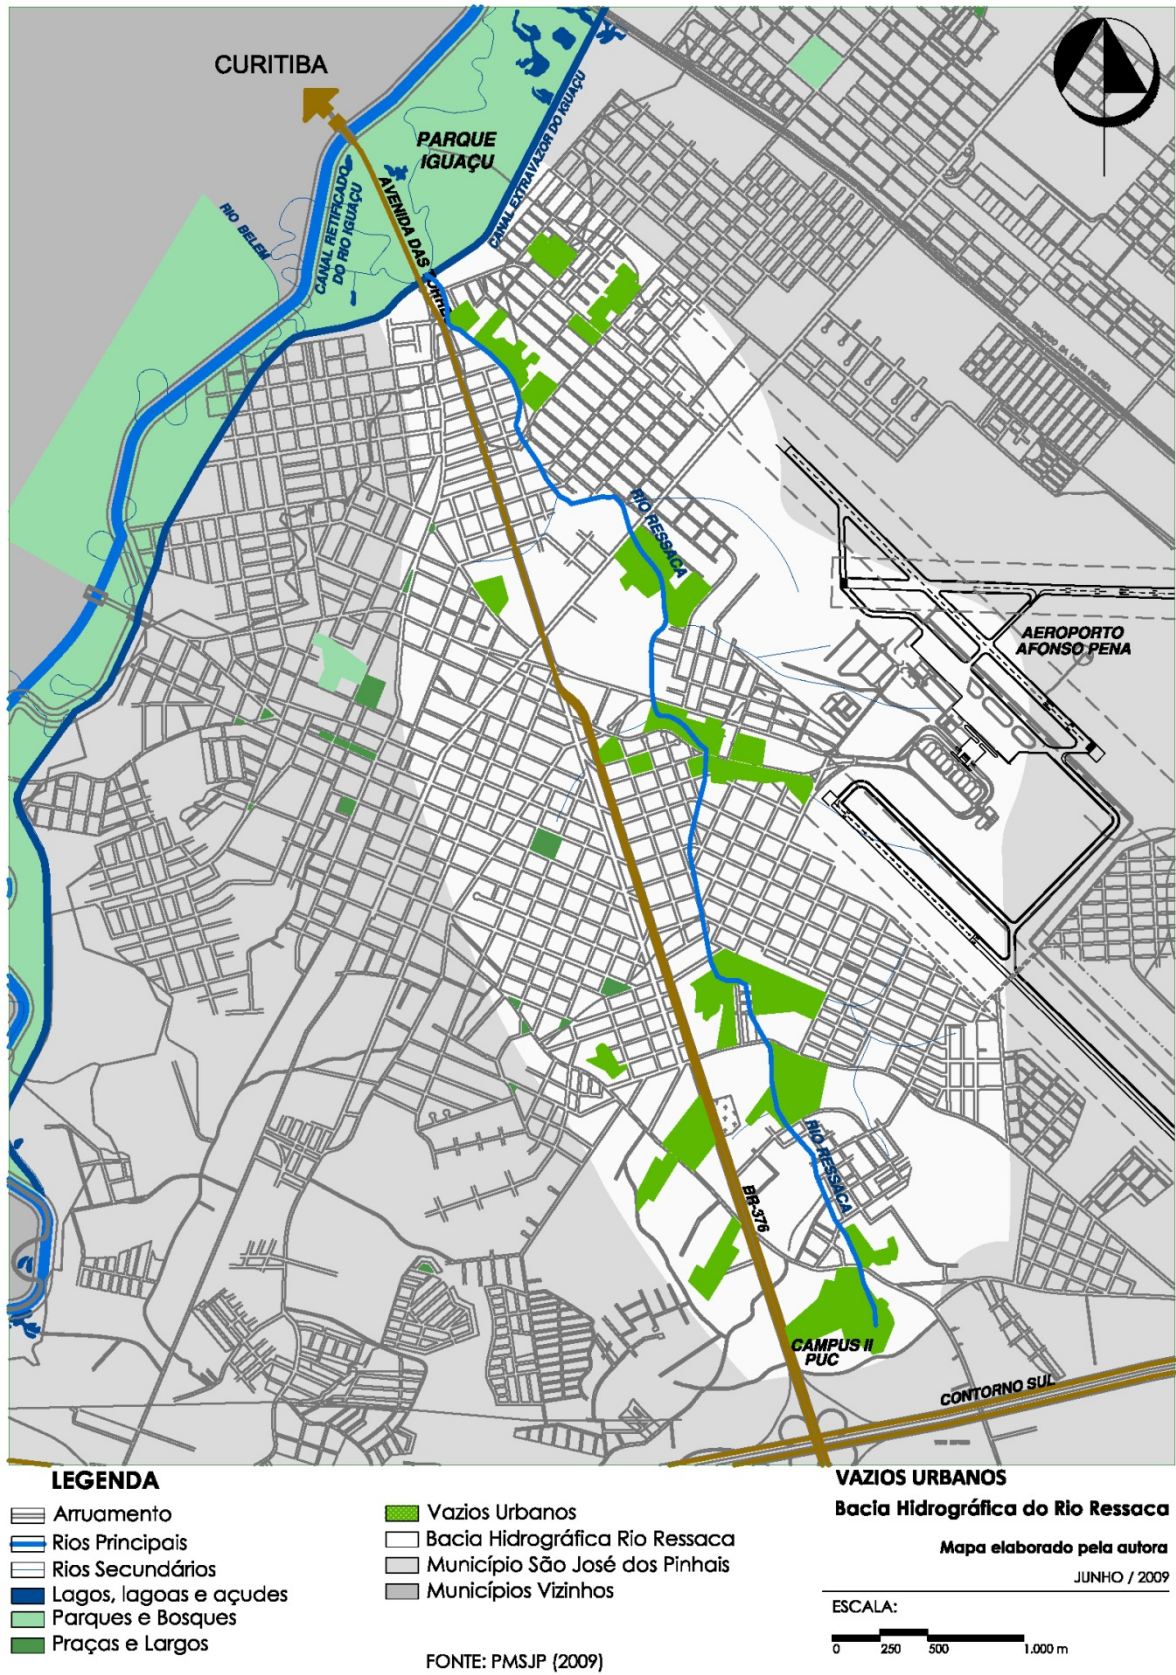 CURITIBA
PARQUE
IGUAÇU
CANAL EXTRAVAZOR DO IGUAÇU
AVENIDA DAS TORRES
RIO BELEM
CANAL RETIFICADO
DO RIO IGUAÇU
RIO RESSACA
AEROPORTO
AFONSO PENA
RIO RESSACA
BR-376
CAMPUS II
PUC
CONTORNO SUL
LEGENDA
Arruamento
Rios Principais
Rios Secundários
Lagos, lagoas e açudes
Parques e Bosques
Praças e Largos
Vazios Urbanos
Bacia Hidrográfica Rio Ressaca
Município São José dos Pinhais
Municípios Vizinhos
FONTE: PMSJP (2009)
VAZIOS URBANOS
Bacia Hidrográfica do Rio Ressaca
Mapa elaborado pela autora
JUNHO / 2009
ESCALA:
0 250 500 1.000 m